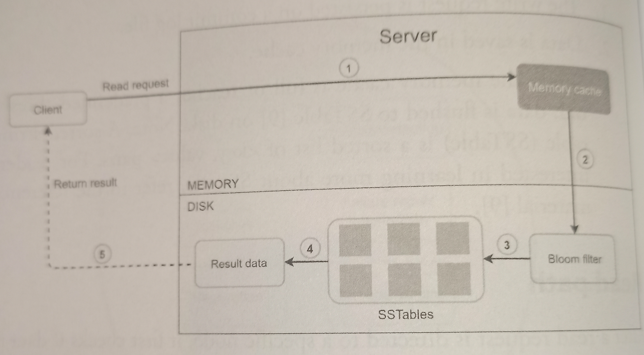 Server
1
Read request
Memory cache
Client
2
Return result
MEMORY
DISK
5
Result data
4
3
Bloom filter
SSTables